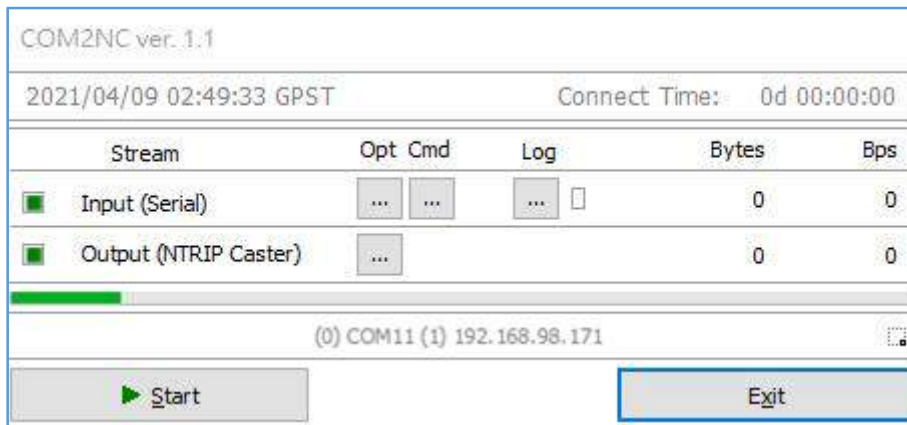 COM2NC ver. 1.1
2021/04/09 02:49:33 GPST Connect Time: 0d 00:00:00
Stream Opt Cmd Log Bytes Bps
Input (Serial) ... ... ... 0 0
Output (NTRIP Caster) ... 0 0
(0) COM11 (1) 192.168.98.171
Start Exit